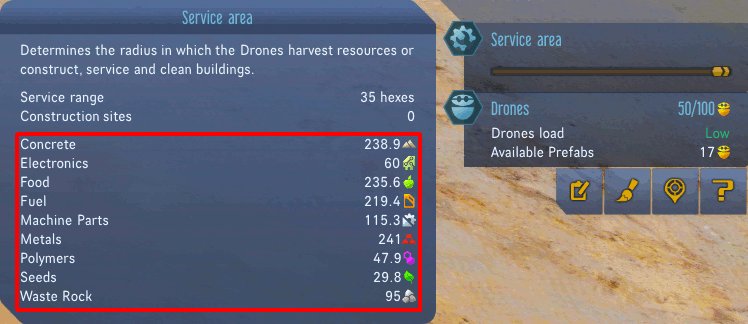 Service area
Determines the radius in which the Drones harvest resources or
construct, service and clean buildings.
Service range 35 hexes
Construction sites 0
Concrete 238.9
Electronics 60
Food 235.6
Fuel 219.4
Machine Parts 115.3
Metals 241
Polymers 47.9
Seeds 29.8
Waste Rock 95
Service area
Drones 50/100
Drones load Low
Available Prefabs 17